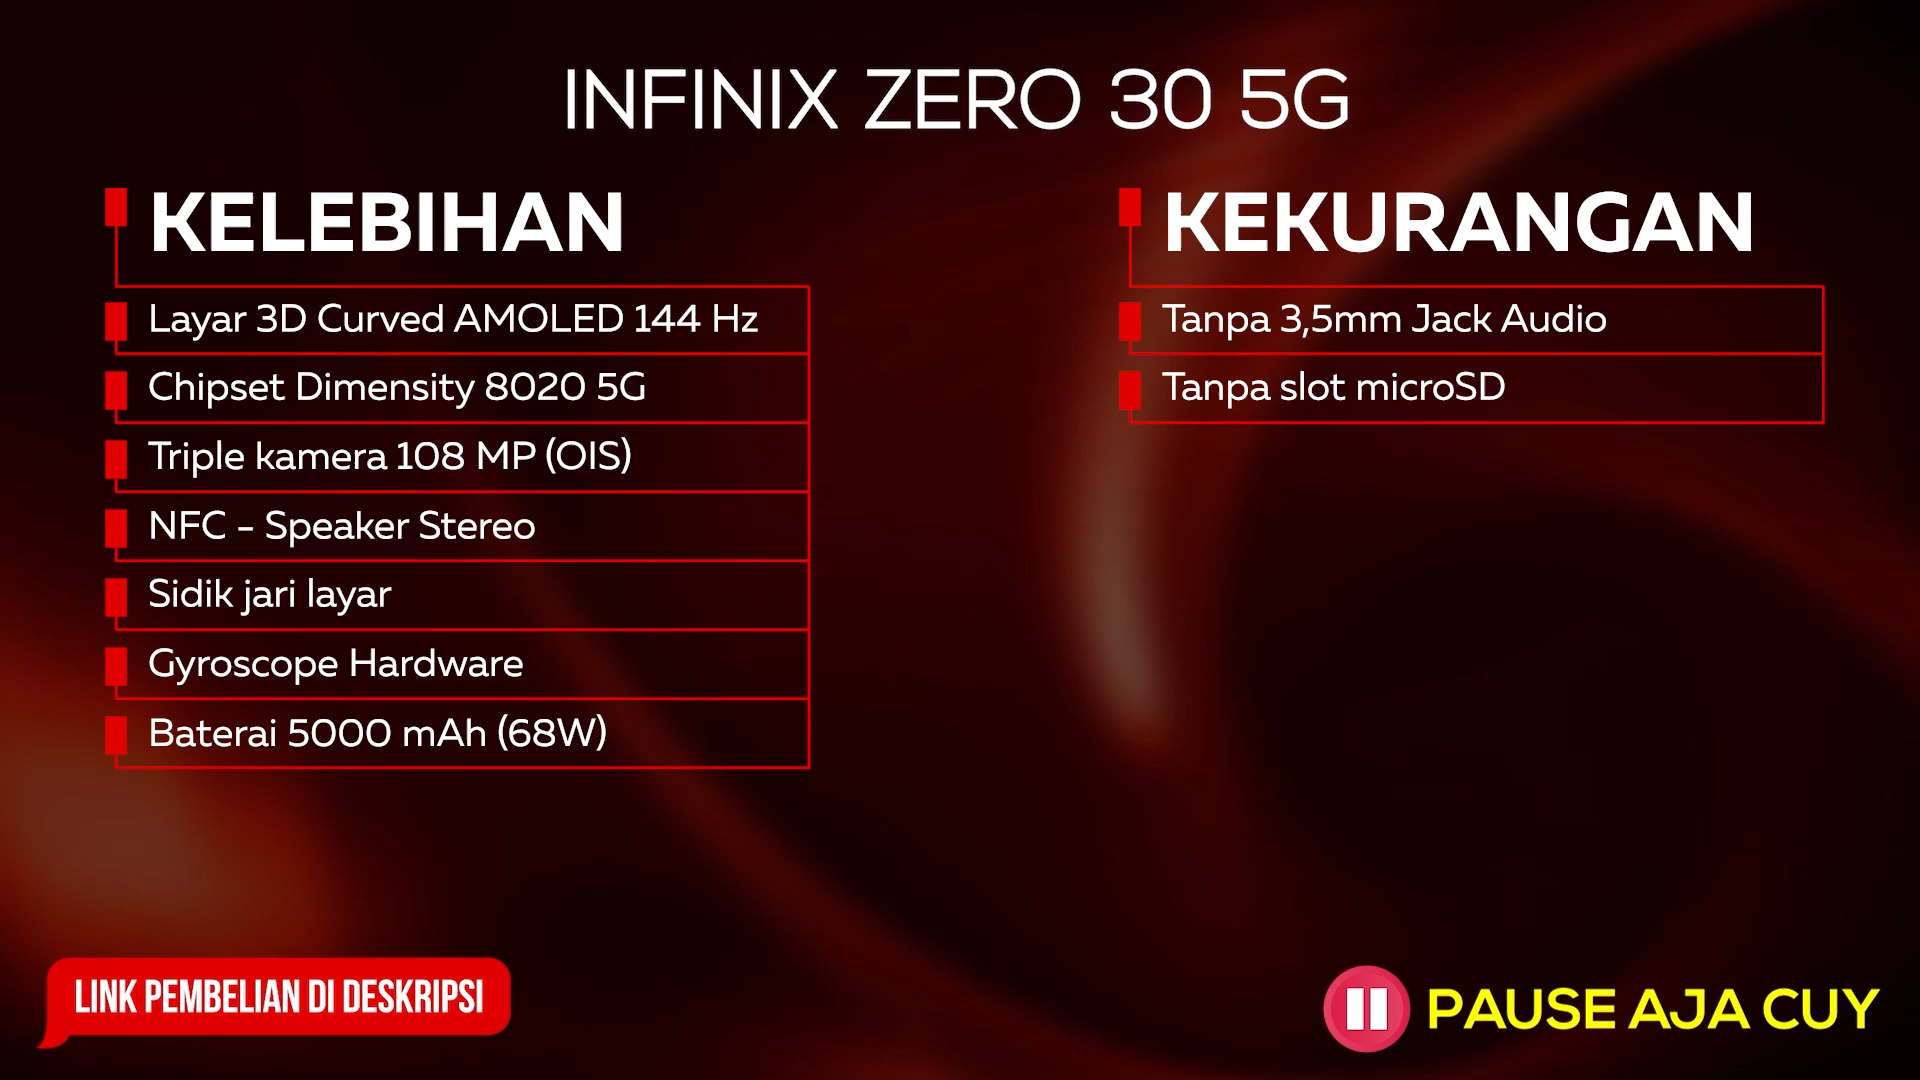 INFINIX ZERO 30 5G
KELEBIHAN
Layar 3D Curved AMOLED 144 Hz
Chipset Dimensity 8020 5G
Triple kamera 108 MP (OIS)
NFC - Speaker Stereo
Sidik jari layar
Gyroscope Hardware
Baterai 5000 mAh (68W)
KEKURANGAN
Tanpa 3,5mm Jack Audio
Tanpa slot microSD
LINK PEMBELIAN DI DESKRIPSI
PAUSE AJA CUY